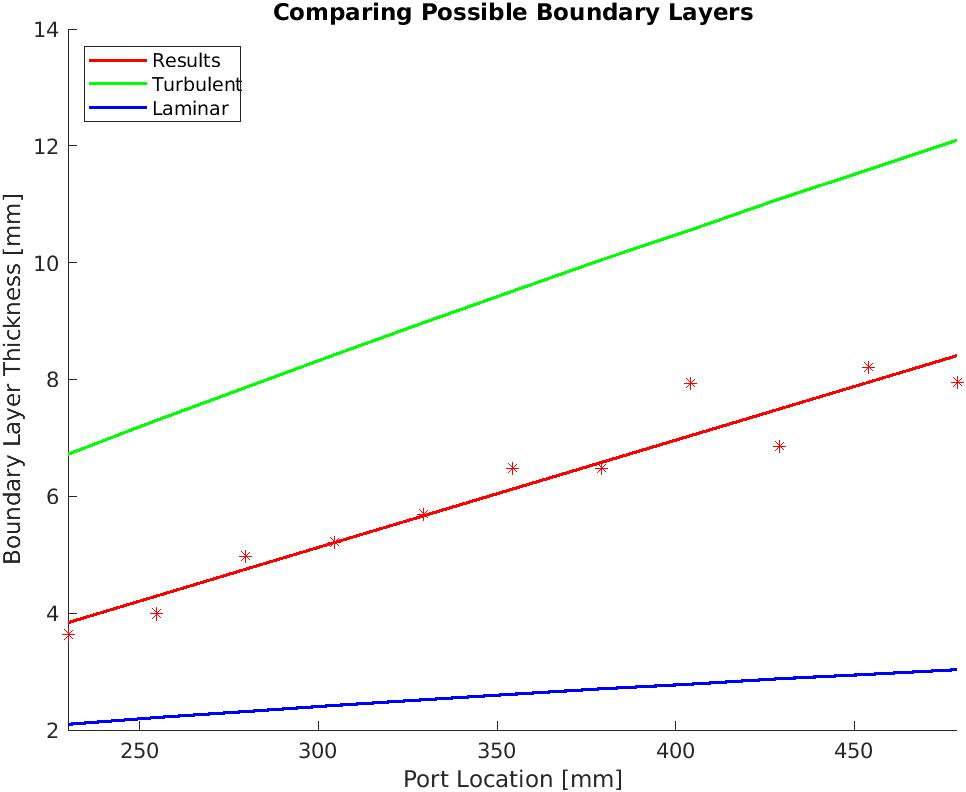 Comparing Possible Boundary Layers
Results
Turbulent
Laminar
14
12
10
8
6
4
2
Boundary Layer Thickness [mm]
250 300 350 400 450
Port Location [mm]